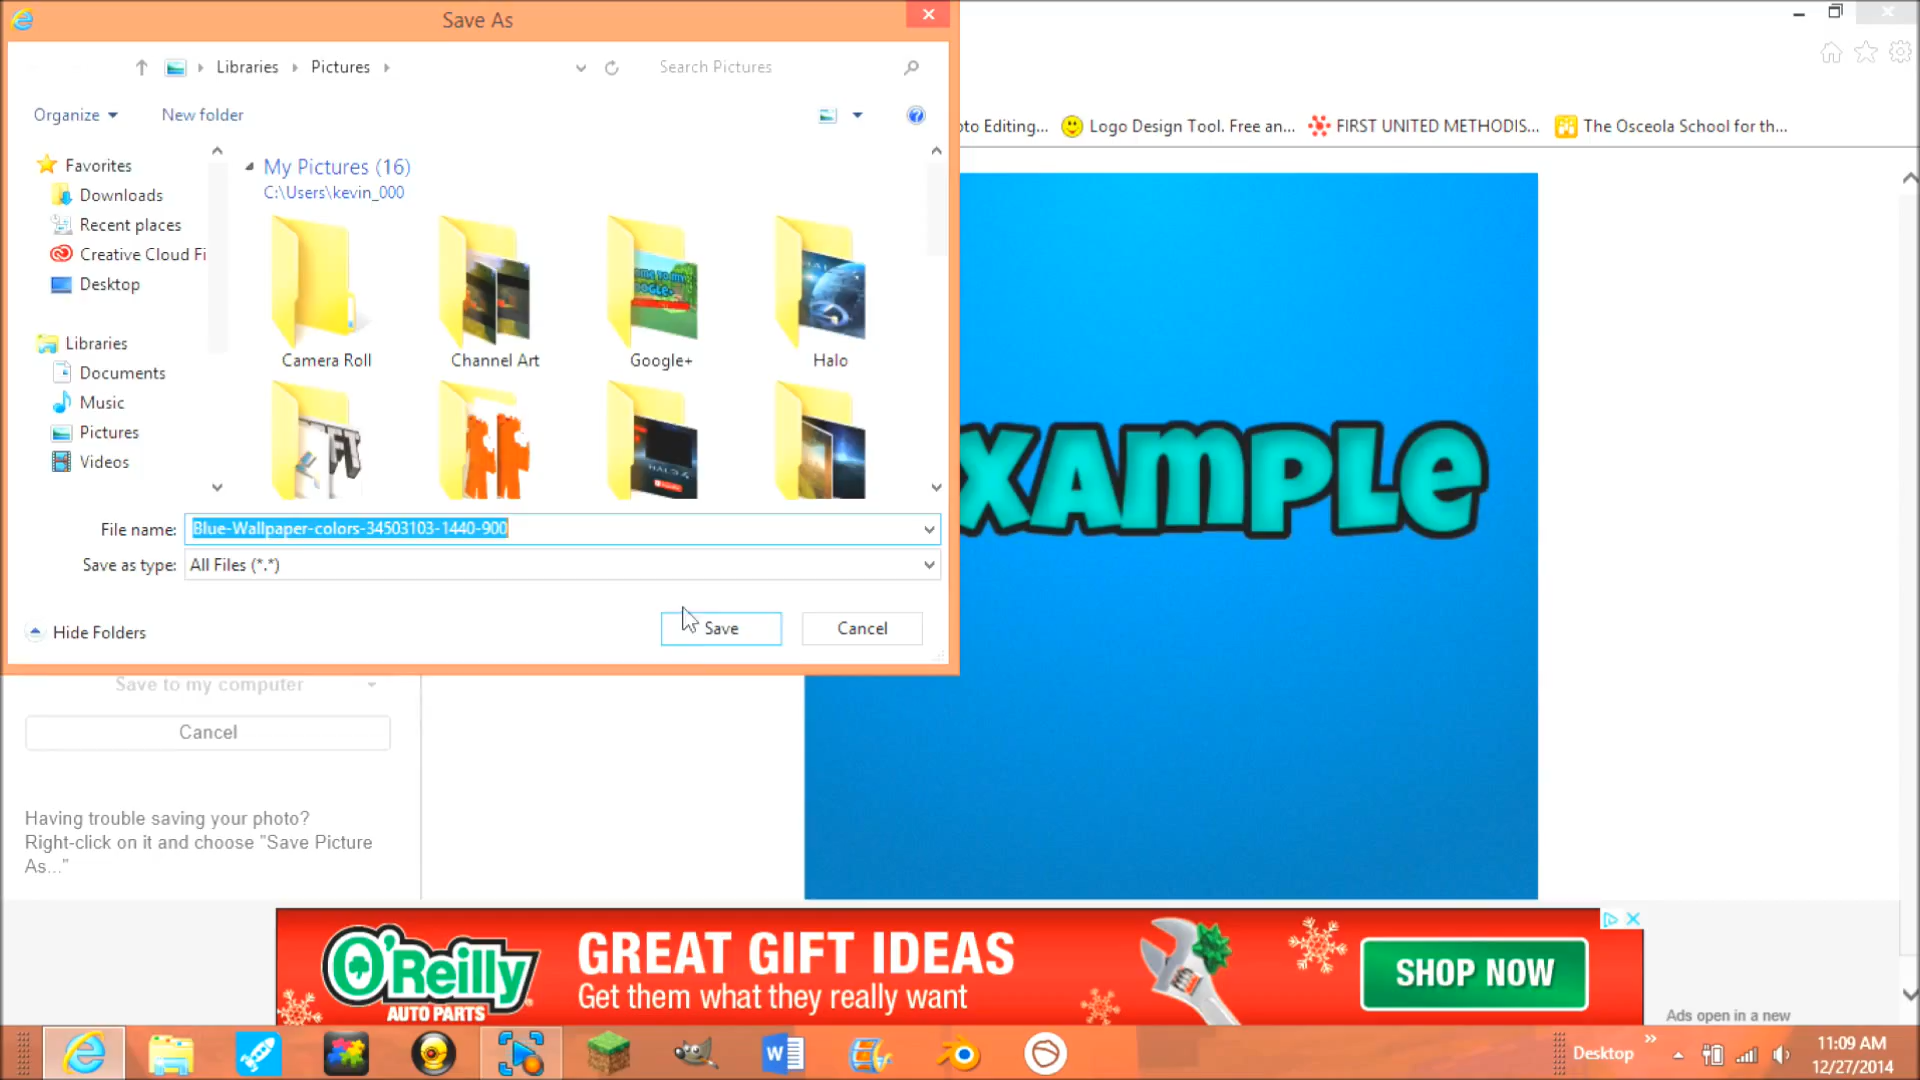 Save As
Libraries
Pictures
Search Pictures
Organize
New folder
Favorites
Downloads
Recent places
Creative Cloud Fi
Desktop
Libraries
Documents
Music
Pictures
Videos
My Pictures (16)
C:\Users\kevin_000
Camera Roll
Channel Art
Google+
Halo
File name:
Blue-Wallpaper-colors-34503103-1440-900
Save as type:
All Files (*.*)
Hide Folders
Save
Cancel
oto Editing...
Logo Design Tool. Free an...
FIRST UNITED METHODIS...
The Osceola School for th...
xAmPLe
Save to my computer
Cancel
Having trouble saving your photo?
Right-click on it and choose "Save Picture
As..."
O'Reilly
AUTO PARTS
GREAT GIFT IDEAS
Get them what they really want
SHOP NOW
Ads open in a new
Desktop
11:09 AM
12/27/2014